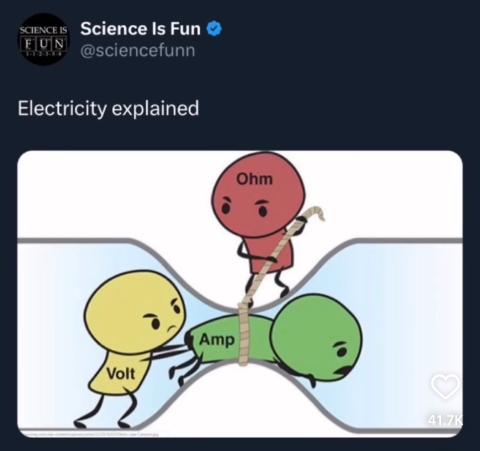 SCIENCE IS
FUN
Science Is Fun
@sciencefunn
Electricity explained
Ohm
Amp
Volt
41.7K